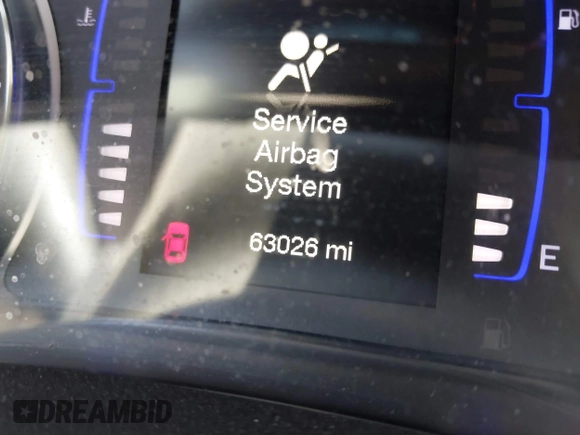 Service
Airbag
System
63026 mi
E
DREAMBID